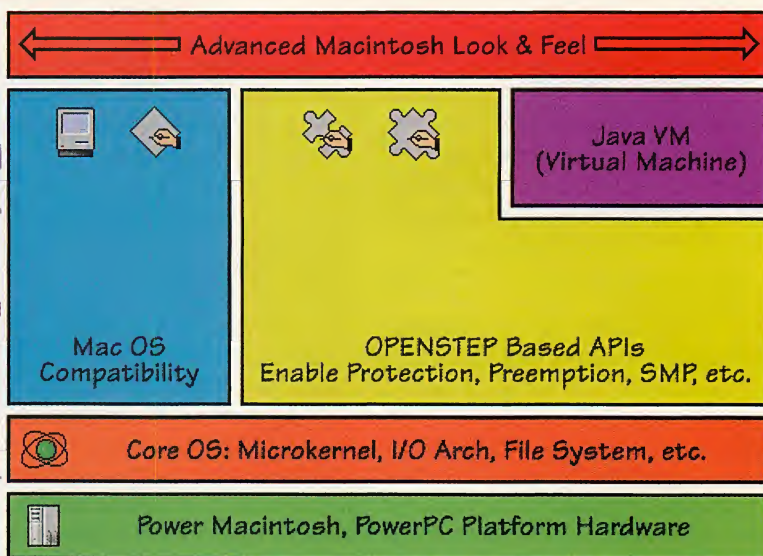 Advanced Macintosh Look & Feel
Java VM
(Virtual Machine)
Mac OS
Compatibility
OPENSTEP Based APIs
Enable Protection, Preemption, SMP, etc.
Core OS: Microkernel, I/O Arch, File System, etc.
Power Macintosh, PowerPC Platform Hardware